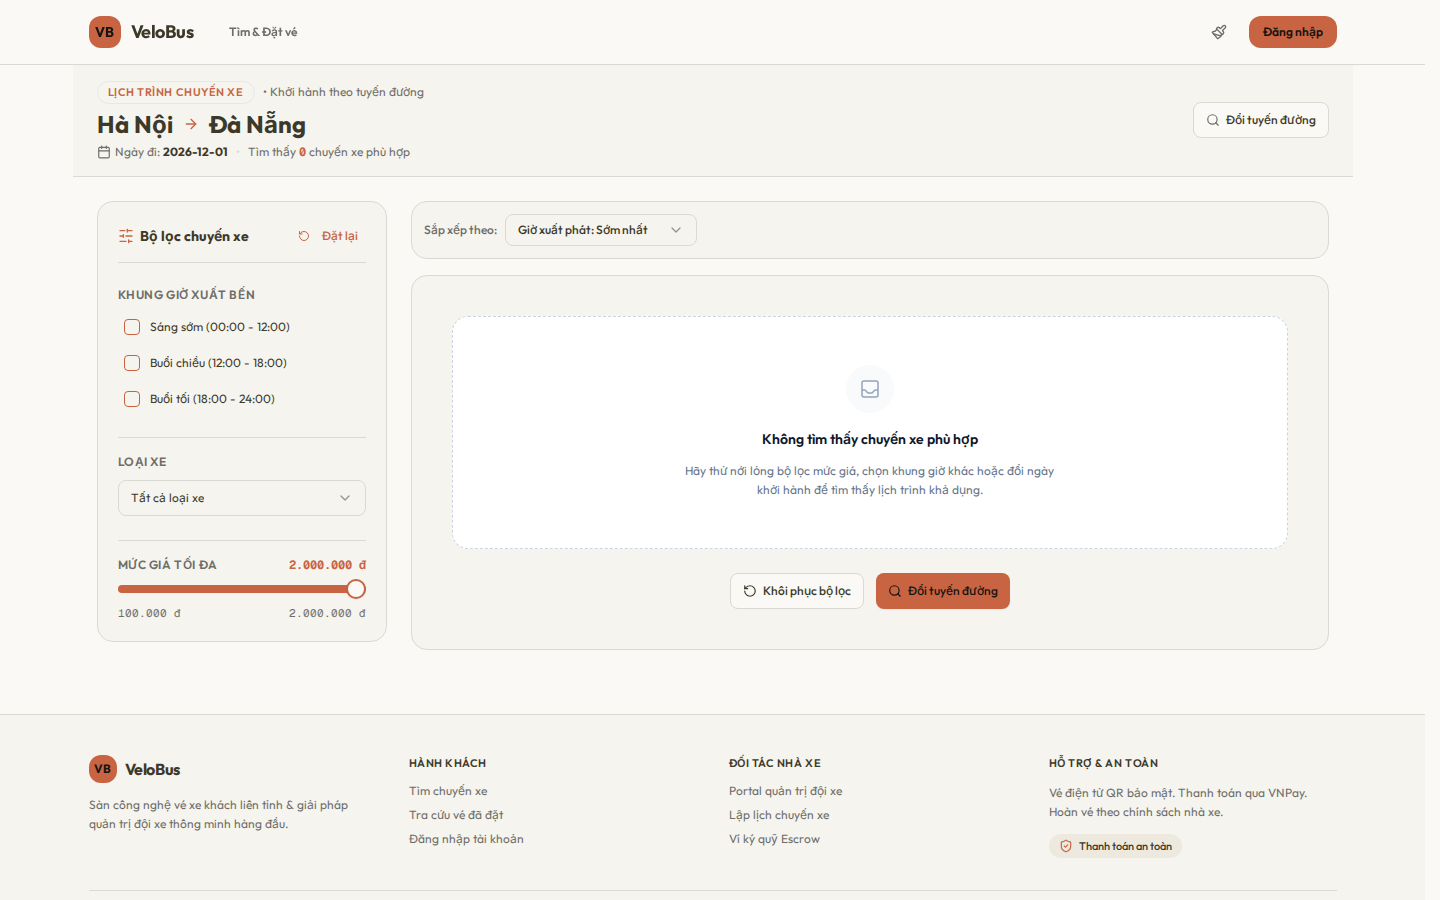 VB VeloBus Tìm & Đặt vé Đăng nhập
LỊCH TRÌNH CHUYẾN XE • Khởi hành theo tuyến đường
Hà Nội → Đà Nẵng
Ngày đi: 2026-12-01 · Tìm thấy 0 chuyến xe phù hợp
Đổi tuyến đường
Bộ lọc chuyến xe Đặt lại
KHUNG GIỜ XUẤT BẾN
Sáng sớm (00:00 - 12:00)
Buổi chiều (12:00 - 18:00)
Buổi tối (18:00 - 24:00)
LOẠI XE
Tất cả loại xe
MỨC GIÁ TỐI ĐA 2.000.000 đ
100.000 đ 2.000.000 đ
Sắp xếp theo: Giờ xuất phát: Sớm nhất
Không tìm thấy chuyến xe phù hợp
Hãy thử nới lỏng bộ lọc mức giá, chọn khung giờ khác hoặc đổi ngày
khởi hành để tìm thấy lịch trình khả dụng.
Khôi phục bộ lọc Đổi tuyến đường
VB VeloBus
Sàn công nghệ vé xe khách liên tỉnh & giải pháp
quản trị đội xe thông minh hàng đầu.
HÀNH KHÁCH
Tìm chuyến xe
Tra cứu vé đã đặt
Đăng nhập tài khoản
ĐỐI TÁC NHÀ XE
Portal quản trị đội xe
Lập lịch chuyến xe
Ví ký quỹ Escrow
HỖ TRỢ & AN TOÀN
Vé điện tử QR bảo mật. Thanh toán qua VNPay.
Hoàn vé theo chính sách nhà xe.
Thanh toán an toàn